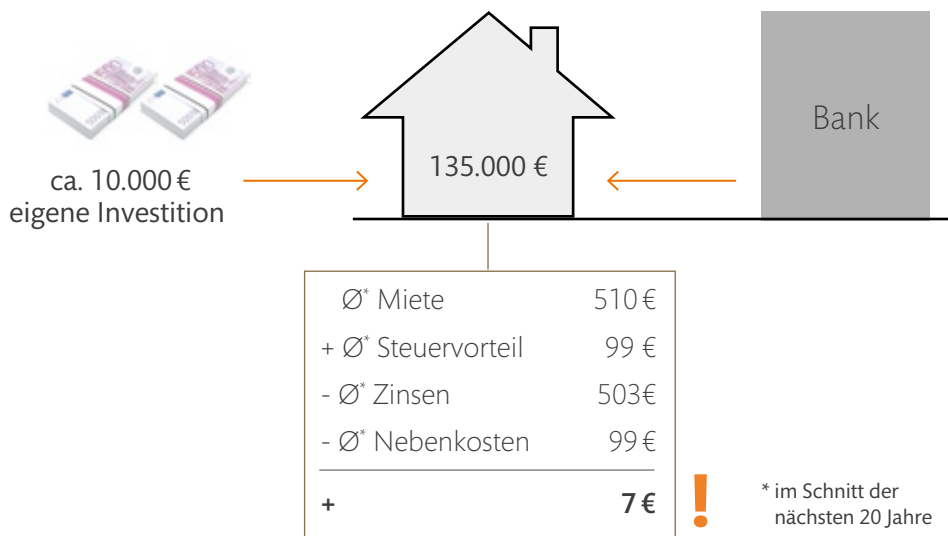 ca. 10.000 €
eigene Investition
135.000 €
Bank
Ø* Miete 510 €
+ Ø* Steuervorteil 99 €
- Ø* Zinsen 503€
- Ø* Nebenkosten 99 €
+ 7 €
!
* im Schnitt der
nächsten 20 Jahre